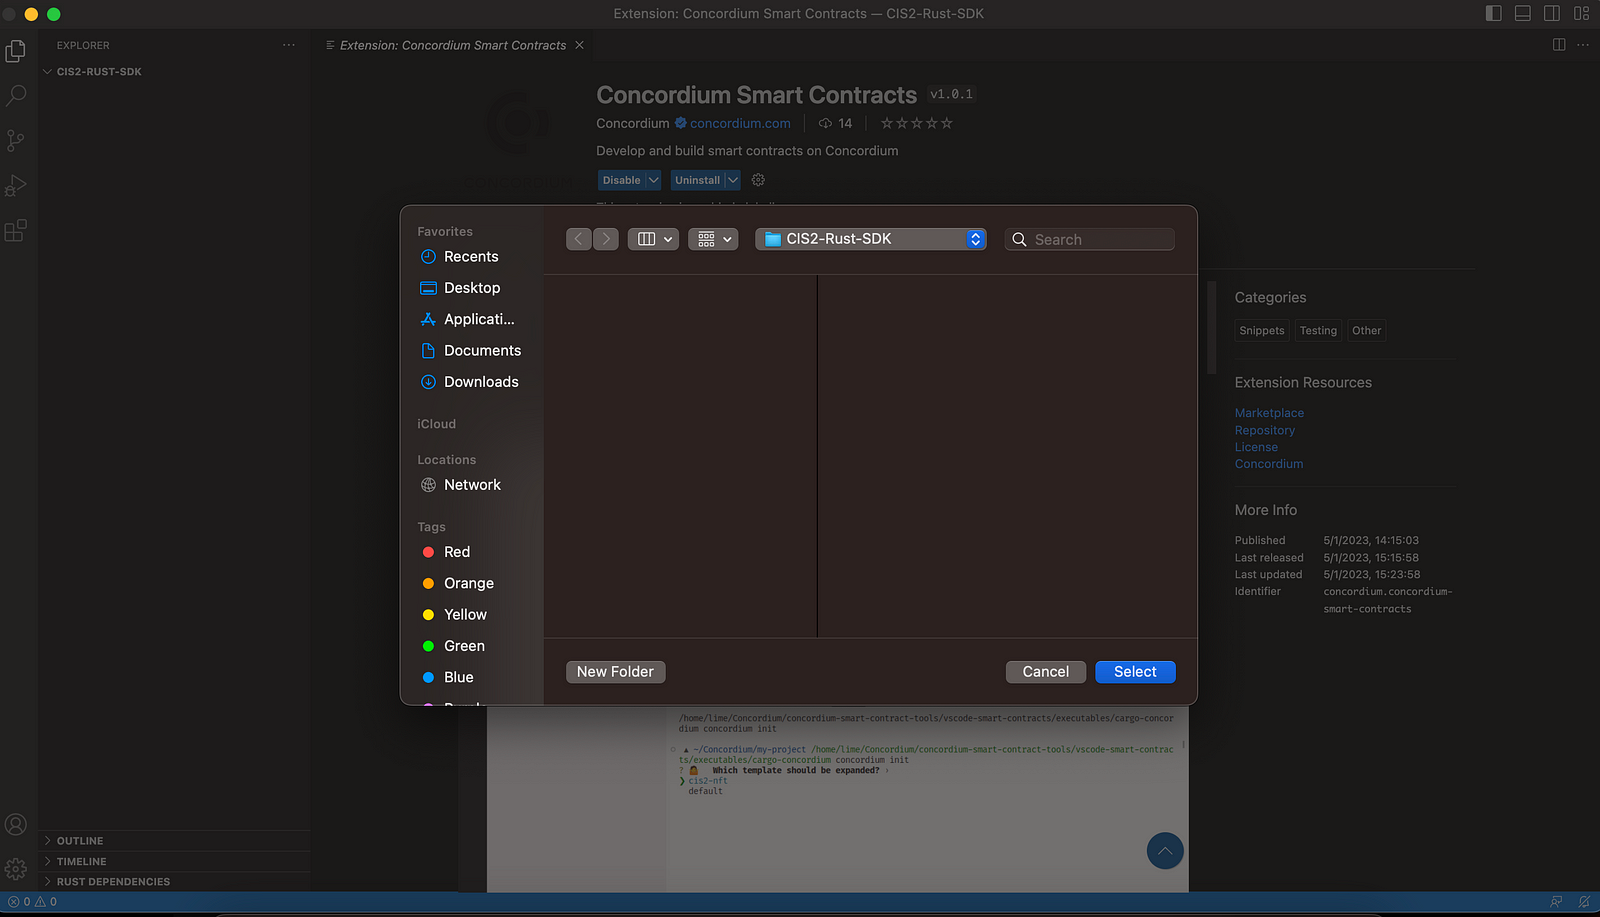 Extension: Concordium Smart Contracts — CIS2-Rust-SDK
EXPLORER
CIS2-RUST-SDK
Extension: Concordium Smart Contracts
Concordium Smart Contracts v1.0.1
Concordium concordium.com 14
Develop and build smart contracts on Concordium
Disable Uninstall
Favorites
Recents
Desktop
Applicati...
Documents
Downloads
iCloud
Locations
Network
Tags
Red
Orange
Yellow
Green
Blue
CIS2-Rust-SDK
Search
New Folder
Cancel
Select
Categories
Snippets Testing Other
Extension Resources
Marketplace
Repository
License
Concordium
More Info
Published 5/1/2023, 14:15:03
Last released 5/1/2023, 15:15:58
Last updated 5/1/2023, 15:23:58
Identifier concordium.concordium-
smart-contracts
/home/lime/Concordium/concordium-smart-contract-tools/vscode-smart-contracts/executables/cargo-concor
dium concordium init
~/Concordium/my-project /home/lime/Concordium/concordium-smart-contract-tools/vscode-smart-contrac
ts/executables/cargo-concordium concordium init
? Which template should be expanded? ›
❯ cis2-nft
default
OUTLINE
TIMELINE
RUST DEPENDENCIES
0 0